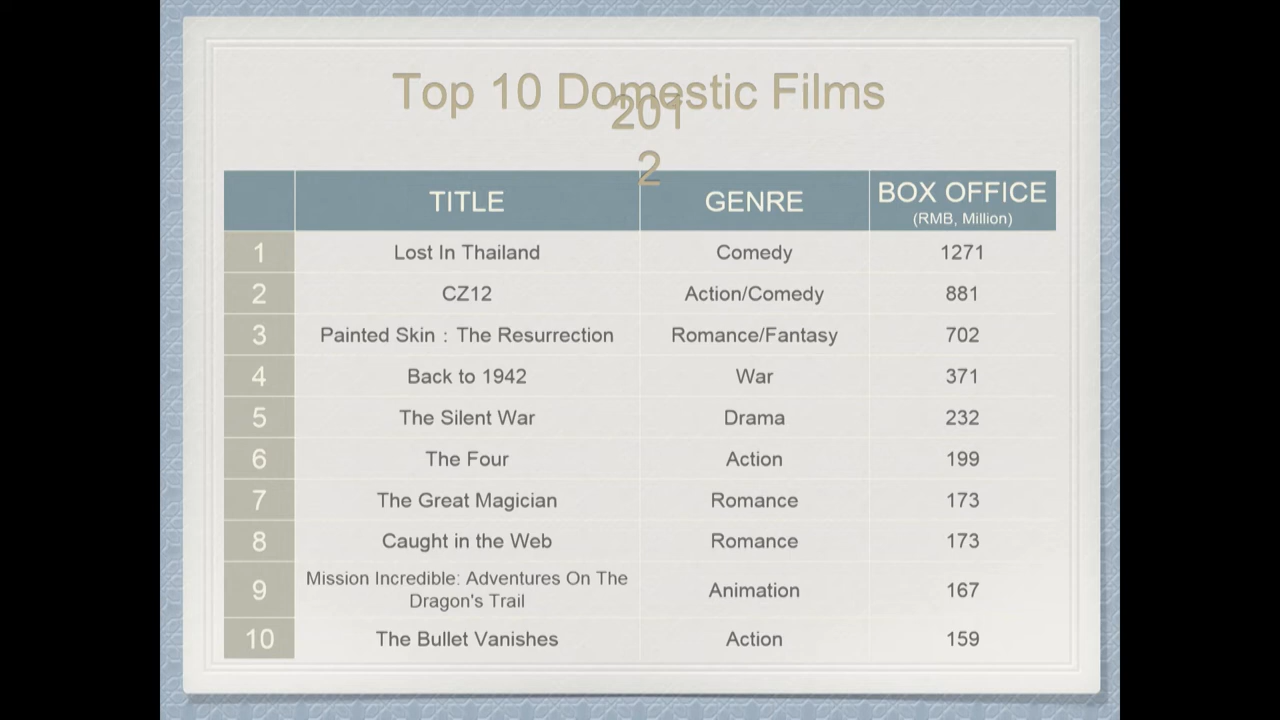 Top 10 Domestic Films
201
2
TITLE GENRE BOX OFFICE
(RMB, Million)
1 Lost In Thailand Comedy 1271
2 CZ12 Action/Comedy 881
3 Painted Skin：The Resurrection Romance/Fantasy 702
4 Back to 1942 War 371
5 The Silent War Drama 232
6 The Four Action 199
7 The Great Magician Romance 173
8 Caught in the Web Romance 173
9 Mission Incredible: Adventures On The
Dragon's Trail Animation 167
10 The Bullet Vanishes Action 159